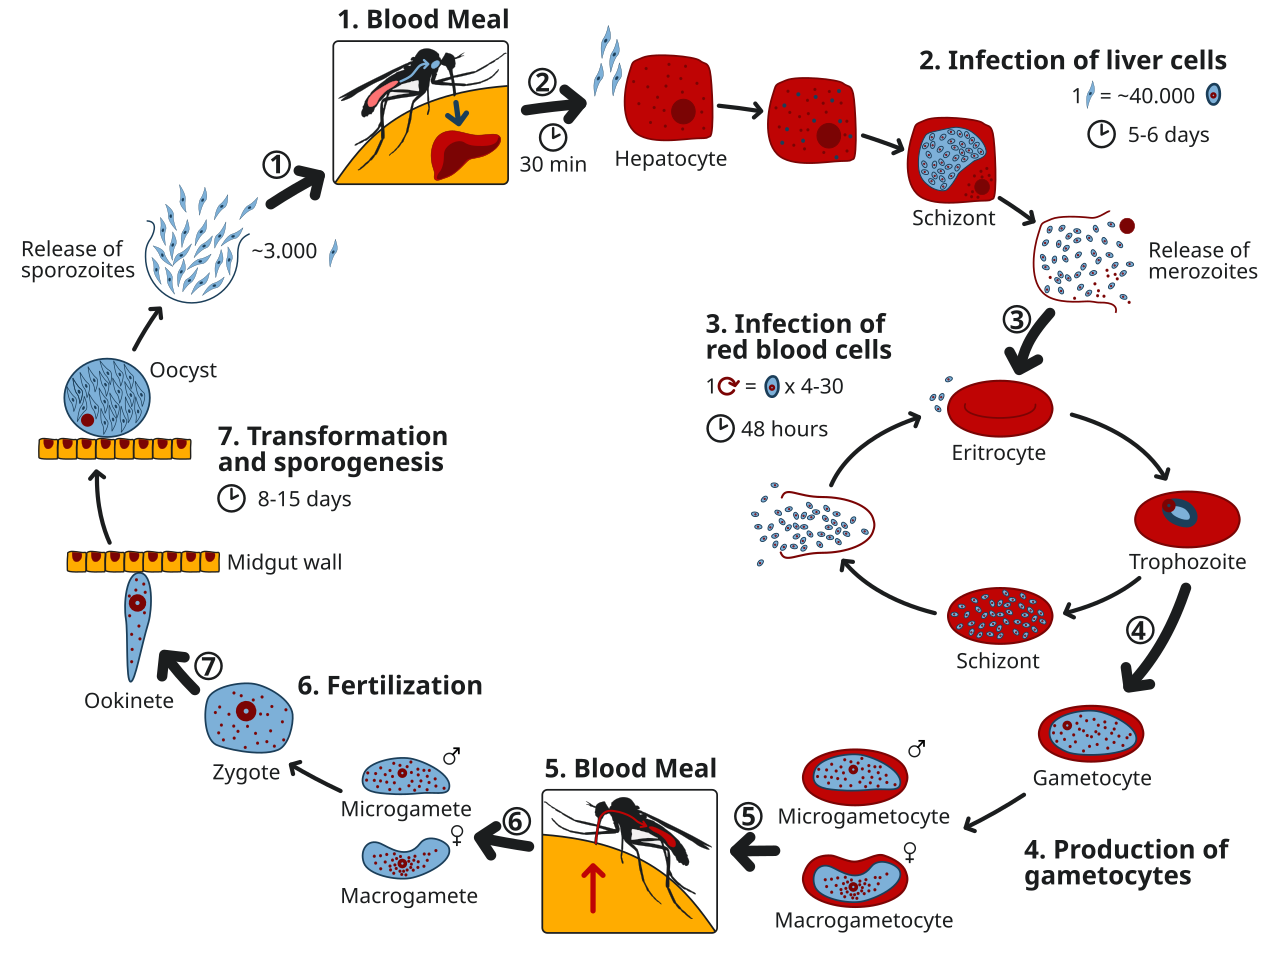 1. Blood Meal
①
②
30 min
Hepatocyte
2. Infection of liver cells
1 = ~40.000
5-6 days
Schizont
Release of
merozoites
Release of
sporozoites
~3.000
③
3. Infection of
red blood cells
1 = x 4-30
48 hours
Eritrocyte
Trophozoite
Schizont
④
Gametocyte
4. Production of
gametocytes
Microgametocyte
♂
Macrogametocyte
♀
⑤
5. Blood Meal
⑥
Microgamete
♂
Macrogamete
♀
6. Fertilization
Zygote
⑦
Ookinete
Midgut wall
7. Transformation
and sporogenesis
8-15 days
Oocyst